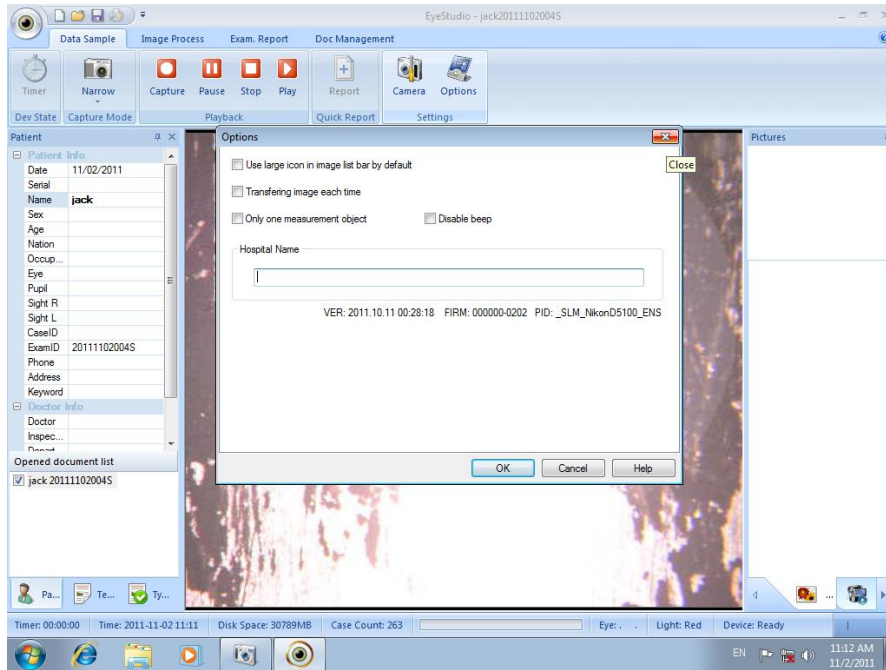 EyeStudio - jack20111102004S
Data Sample Image Process Exam. Report Doc Management
Timer Narrow Capture Pause Stop Play Report Camera Options
Dev State Capture Mode Playback Quick Report Settings
Patient
Patient Info
Date 11/02/2011
Serial
Name jack
Sex
Age
Nation
Occup...
Eye
Pupil
Sight R
Sight L
CaseID
ExamID 20111102004S
Phone
Address
Keyword
Doctor Info
Doctor
Inspec...
Opened document list
jack 20111102004S
Pa... Te... Ty...
Options
Close
Use large icon in image list bar by default
Transfering image each time
Only one measurement object Disable beep
Hospital Name
VER: 2011.10.11 00:28:18 FIRM: 000000-0202 PID: _SLM_NikonD5100_ENS
OK Cancel Help
Pictures
...
Timer: 00:00:00 Time: 2011-11-02 11:11 Disk Space: 30789MB Case Count: 263 Eye: . . Light: Red Device: Ready
EN 11:12 AM
11/2/2011